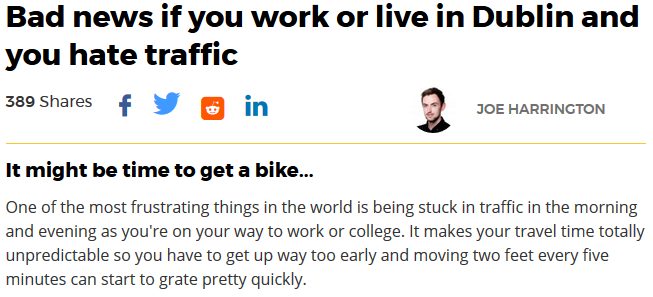 Bad news if you work or live in Dublin and
you hate traffic
389 Shares
JOE HARRINGTON
It might be time to get a bike...
One of the most frustrating things in the world is being stuck in traffic in the morning
and evening as you're on your way to work or college. It makes your travel time totally
unpredictable so you have to get up way too early and moving two feet every five
minutes can start to grate pretty quickly.